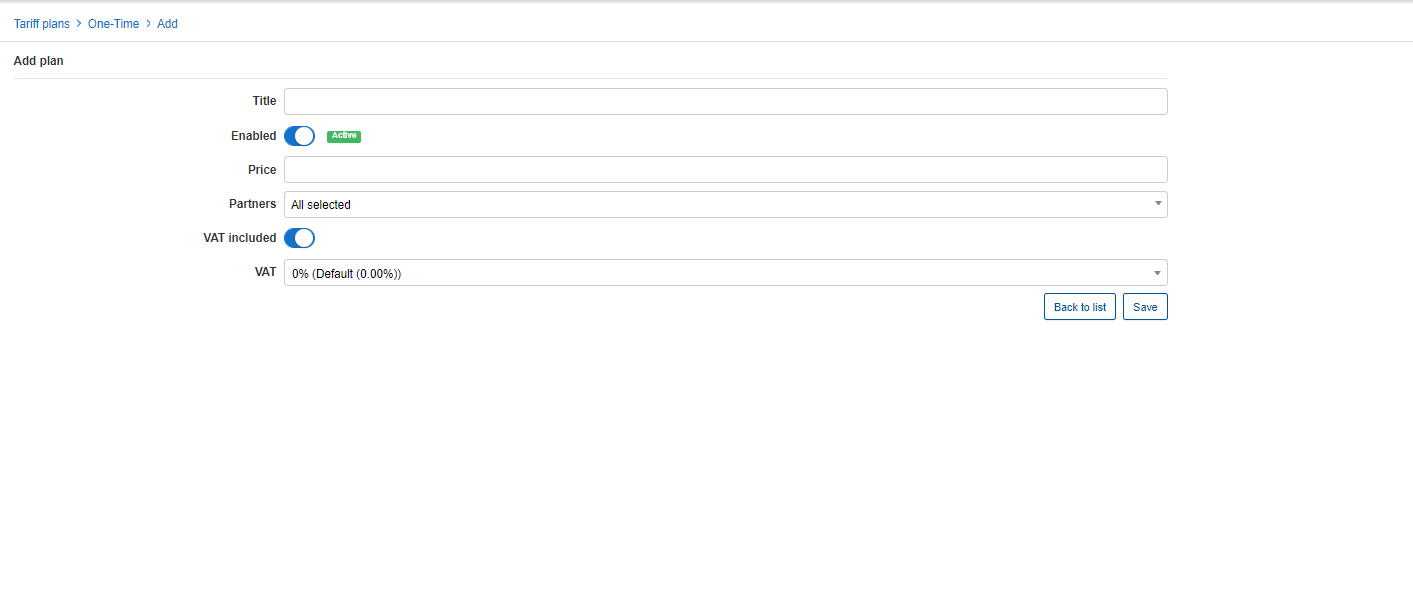 Tariff plans > One-Time > Add
Add plan
Title
Enabled Active
Price
Partners All selected
VAT included
VAT 0% (Default (0.00%))
Back to list Save